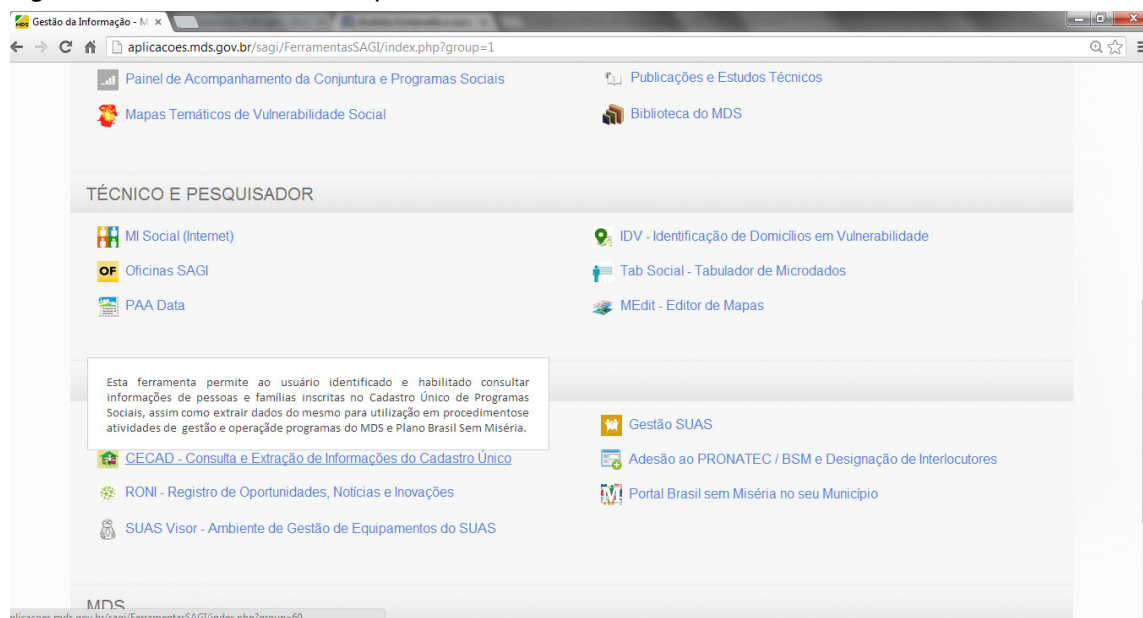 Gestão da Informação - M
aplicacoes.mds.gov.br/sagi/FerramentasSAGI/index.php?group=1
Painel de Acompanhamento da Conjuntura e Programas Sociais
Publicações e Estudos Técnicos
Mapas Temáticos de Vulnerabilidade Social
Biblioteca do MDS
TÉCNICO E PESQUISADOR
MI Social (Internet)
IDV - Identificação de Domicílios em Vulnerabilidade
OF Oficinas SAGI
Tab Social - Tabulador de Microdados
PAA Data
MEdit - Editor de Mapas
Esta ferramenta permite ao usuário identificado e habilitado consultar
informações de pessoas e famílias inscritas no Cadastro Único de Programas
Sociais, assim como extrair dados do mesmo para utilização em procedimentose
atividades de gestão e operaçãde programas do MDS e Plano Brasil Sem Miséria.
Gestão SUAS
CECAD - Consulta e Extração de Informações do Cadastro Único
Adesão ao PRONATEC / BSM e Designação de Interlocutores
RONI - Registro de Oportunidades, Notícias e Inovações
Portal Brasil sem Miséria no seu Município
SUAS Visor - Ambiente de Gestão de Equipamentos do SUAS
MDS